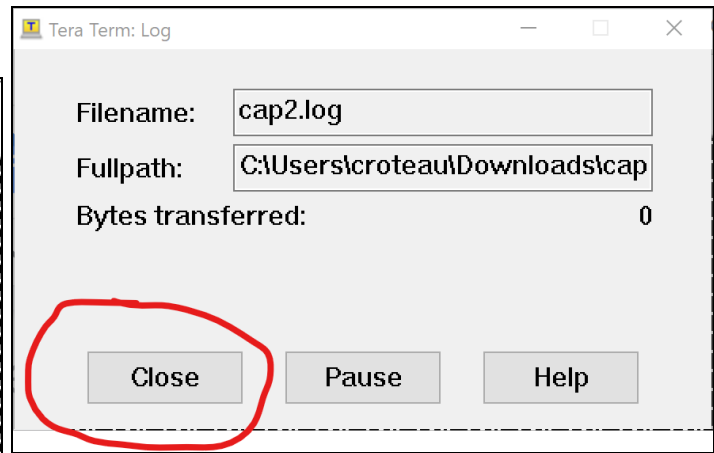 Tera Term: Log
Filename: cap2.log
Fullpath: C:\Users\croteau\Downloads\cap
Bytes transferred: 0
Close Pause Help